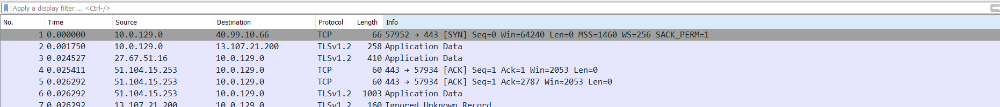 Apply a display filter ... <Ctrl-/>
No. Time Source Destination Protocol Length Info
1 0.000000 10.0.129.0 40.99.10.66 TCP 66 57952 → 443 [SYN] Seq=0 Win=64240 Len=0 MSS=1460 WS=256 SACK_PERM=1
2 0.001750 10.0.129.0 13.107.21.200 TLSv1.2 258 Application Data
3 0.024527 27.67.51.16 10.0.129.0 TLSv1.2 410 Application Data
4 0.025411 51.104.15.253 10.0.129.0 TCP 60 443 → 57934 [ACK] Seq=1 Ack=1 Win=2053 Len=0
5 0.026292 51.104.15.253 10.0.129.0 TCP 60 443 → 57934 [ACK] Seq=1 Ack=2787 Win=2053 Len=0
6 0.026292 51.104.15.253 10.0.129.0 TLSv1.2 1003 Application Data
7 0.026292 13.107.21.200 10.0.129.0 TLSv1.2 160 Ignored Unknown Record